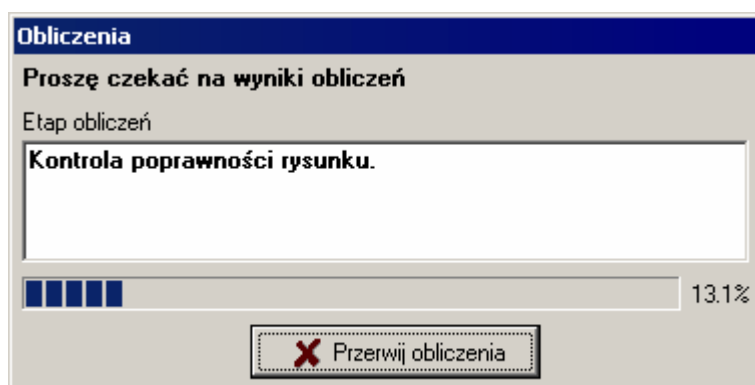 Obliczenia
Proszę czekać na wyniki obliczeń
Etap obliczeń
Kontrola poprawności rysunku.
13.1%
Przerwij obliczenia